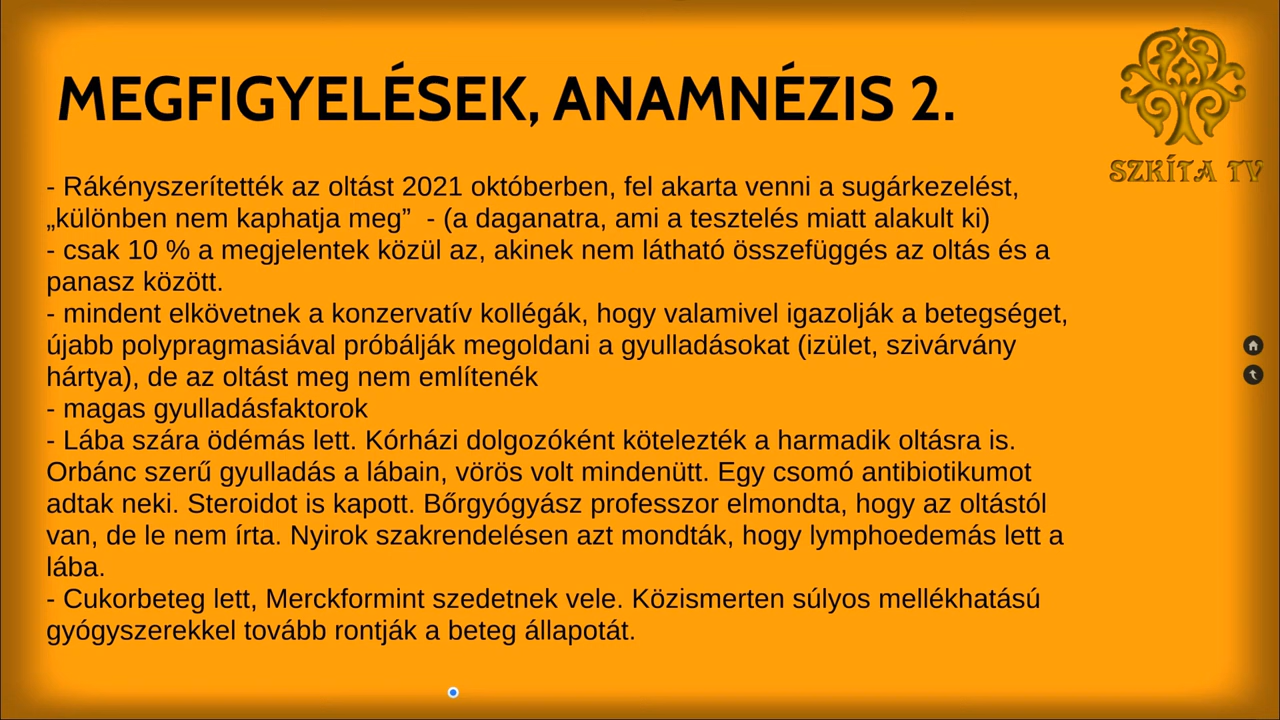 MEGFIGYELÉSEK, ANAMNÉZIS 2.
SZKÍTA TV
- Rákényszerítették az oltást 2021 októberben, fel akarta venni a sugárkezelést,
„különben nem kaphatja meg”  - (a daganatra, ami a tesztelés miatt alakult ki)
- csak 10 % a megjelentek közül az, akinek nem látható összefüggés az oltás és a
panasz között.
- mindent elkövetnek a konzervatív kollégák, hogy valamivel igazolják a betegséget,
újabb polypragmasiával próbálják megoldani a gyulladásokat (izület, szivárvány
hártya), de az oltást meg nem említenék
- magas gyulladásfaktorok
- Lába szára ödémás lett. Kórházi dolgozóként kötelezték a harmadik oltásra is.
Orbánc szerű gyulladás a lábain, vörös volt mindenütt. Egy csomó antibiotikumot
adtak neki. Steroidot is kapott. Bőrgyógyász professzor elmondta, hogy az oltástól
van, de le nem írta. Nyirok szakrendelésen azt mondták, hogy lymphoedemás lett a
lába.
- Cukorbeteg lett, Merckformint szedetnek vele. Közismerten súlyos mellékhatású
gyógyszerekkel tovább rontják a beteg állapotát.